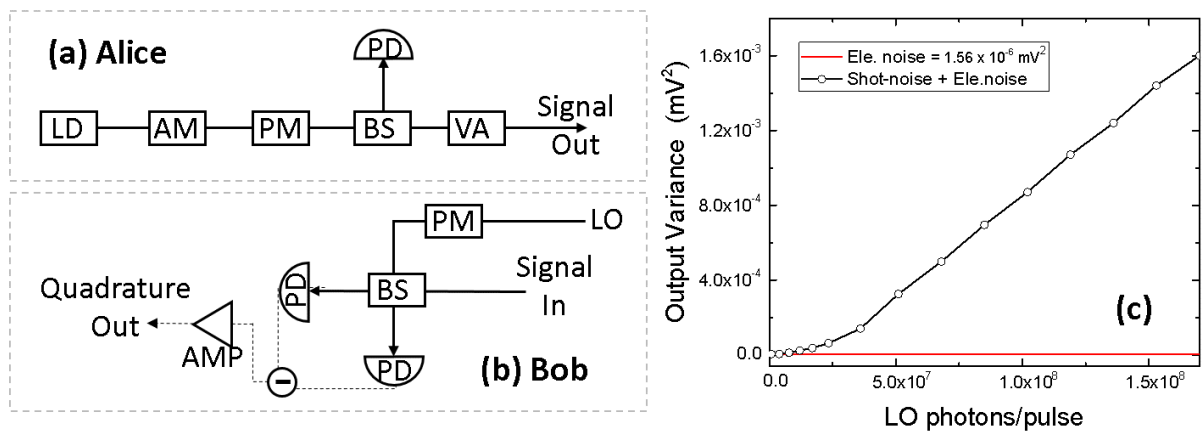 (a) Alice
PD
LD
AM
PM
BS
VA
Signal
Out
PM
LO
PD
BS
Signal
In
Quadrature
Out
AMP
−
PD
(b) Bob
Output Variance (mV²)
1.6x10⁻³
1.2x10⁻³
8.0x10⁻⁴
4.0x10⁻⁴
0.0
Ele. noise = 1.56 x 10⁻⁶ mV²
Shot-noise + Ele.noise
(c)
0.0
5.0x10⁷
1.0x10⁸
1.5x10⁸
LO photons/pulse